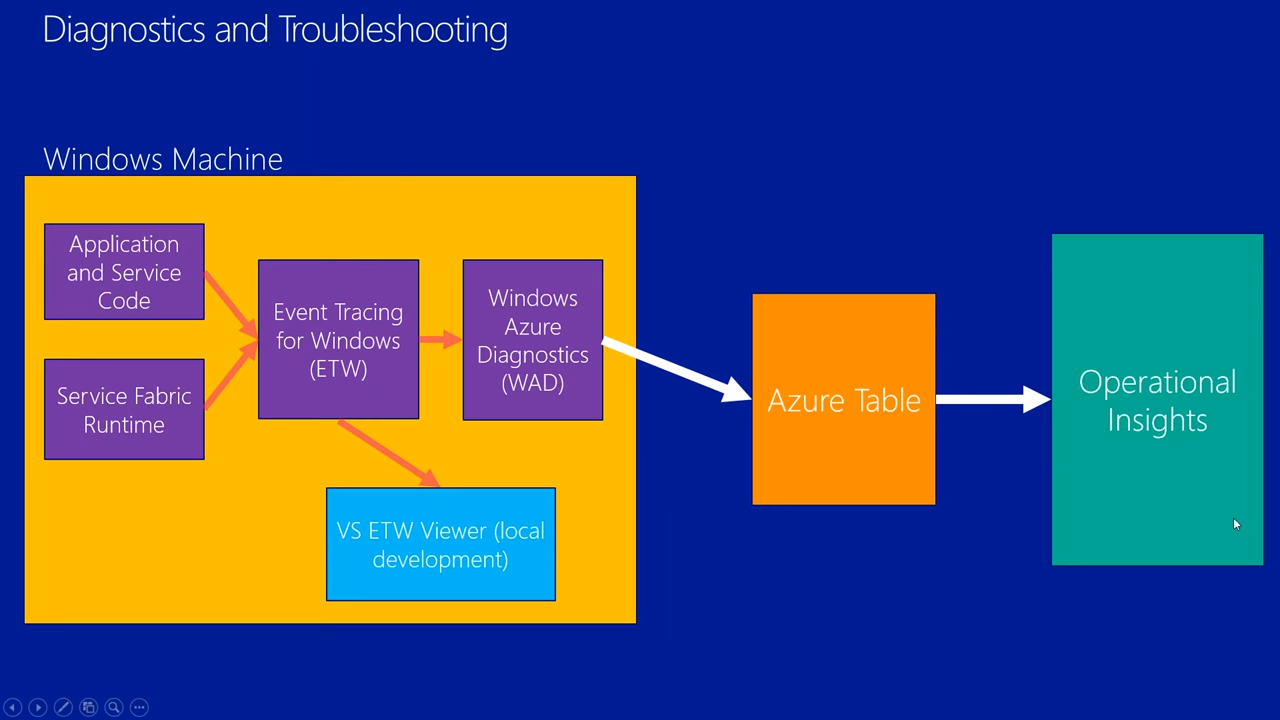 Diagnostics and Troubleshooting
Windows Machine
Application
and Service
Code
Service Fabric
Runtime
Event Tracing
for Windows
(ETW)
Windows
Azure
Diagnostics
(WAD)
VS ETW Viewer (local
development)
Azure Table
Operational
Insights